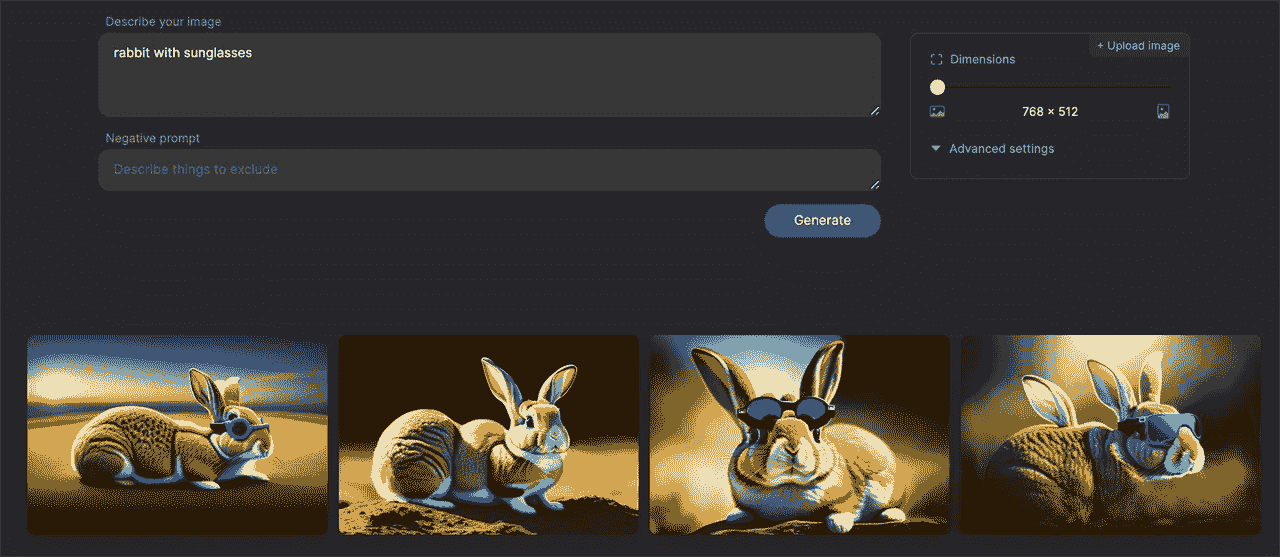 Describe your image
rabbit with sunglasses
+ Upload image
Dimensions
768 × 512
Negative prompt
Advanced settings
Describe things to exclude
Generate